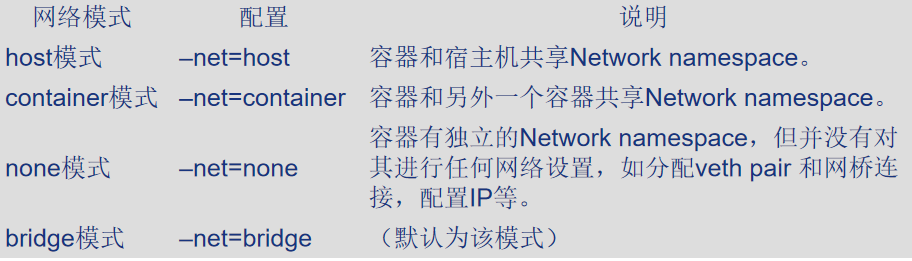 网络模式 配置 说明
host模式 –net=host 容器和宿主机共享Network namespace。
container模式 –net=container 容器和另外一个容器共享Network namespace。
容器有独立的Network namespace，但并没有对
none模式 –net=none 其进行任何网络设置，如分配veth pair 和网桥连
接，配置IP等。
bridge模式 –net=bridge （默认为该模式）